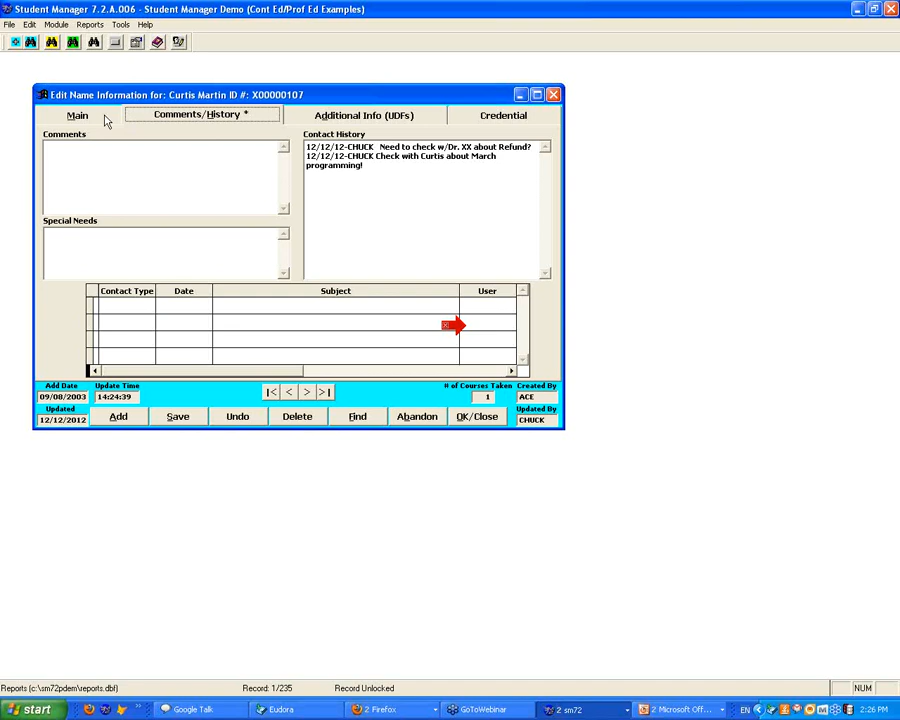 Student Manager 7.2.A.006 - Student Manager Demo (Cont Ed/Prof Ed Examples)
File Edit Module Reports Tools Help
Edit Name Information for: Curtis Martin ID #: X00000107
Main Comments/History * Additional Info (UDFs) Credential
Comments Contact History
12/12/12-CHUCK Need to check w/Dr. XX about Refund?
12/12/12-CHUCK Check with Curtis about March
programming!
Special Needs
Contact Type Date Subject User
Add Date Update Time # of Courses Taken Created By
09/08/2003 14:24:39 |< < > >| 1 ACE
Updated Updated By
12/12/2012 Add Save Undo Delete Find Abandon OK/Close CHUCK
Reports (c:\sm72pdem\reports.dbf) Record: 1/235 Record Unlocked NUM
start Google Talk Eudora 2 Firefox GoToWebinar 2 sm72 2 Microsoft Off... EN 2:26 PM